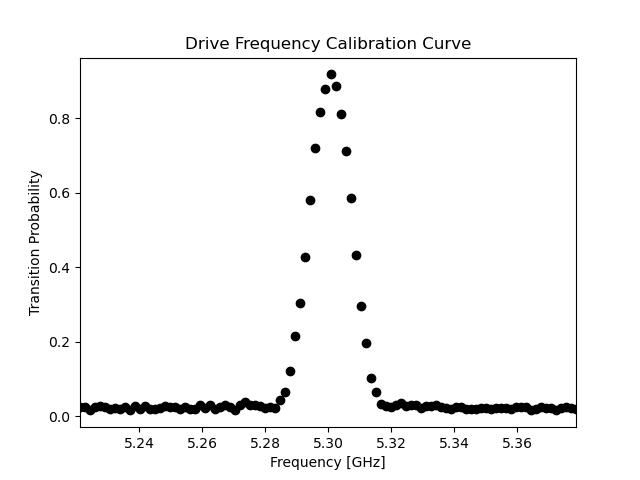 Drive Frequency Calibration Curve
Transition Probability
0.8
0.6
0.4
0.2
0.0
5.24 5.26 5.28 5.30 5.32 5.34 5.36
Frequency [GHz]